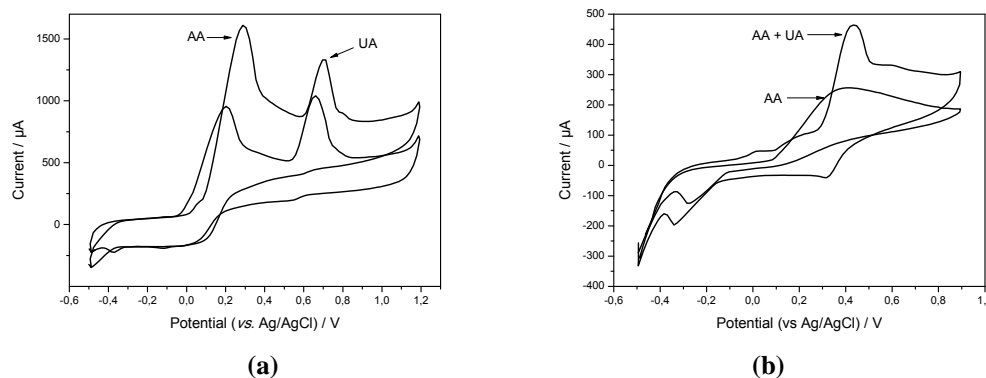 AA
UA
1500
1000
500
0
Current / µA
-0,6 -0,4 -0,2 0,0 0,2 0,4 0,6 0,8 1,0 1,2
Potential (vs. Ag/AgCl) / V
(a)
500
400
300
200
100
0
-100
-200
-300
-400
Current / µA
AA + UA
AA
-0,6 -0,4 -0,2 0,0 0,2 0,4 0,6 0,8 1,
Potential (vs Ag/AgCl) / V
(b)